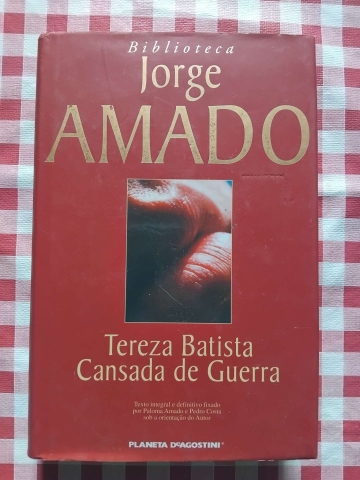 Biblioteca
Jorge
AMADO
Tereza Batista
Cansada de Guerra
Texto integral e definitivo fixado
por Paloma Amado e Pedro Costa
sob a orientação do Autor
PLANETA DEAGOSTINI